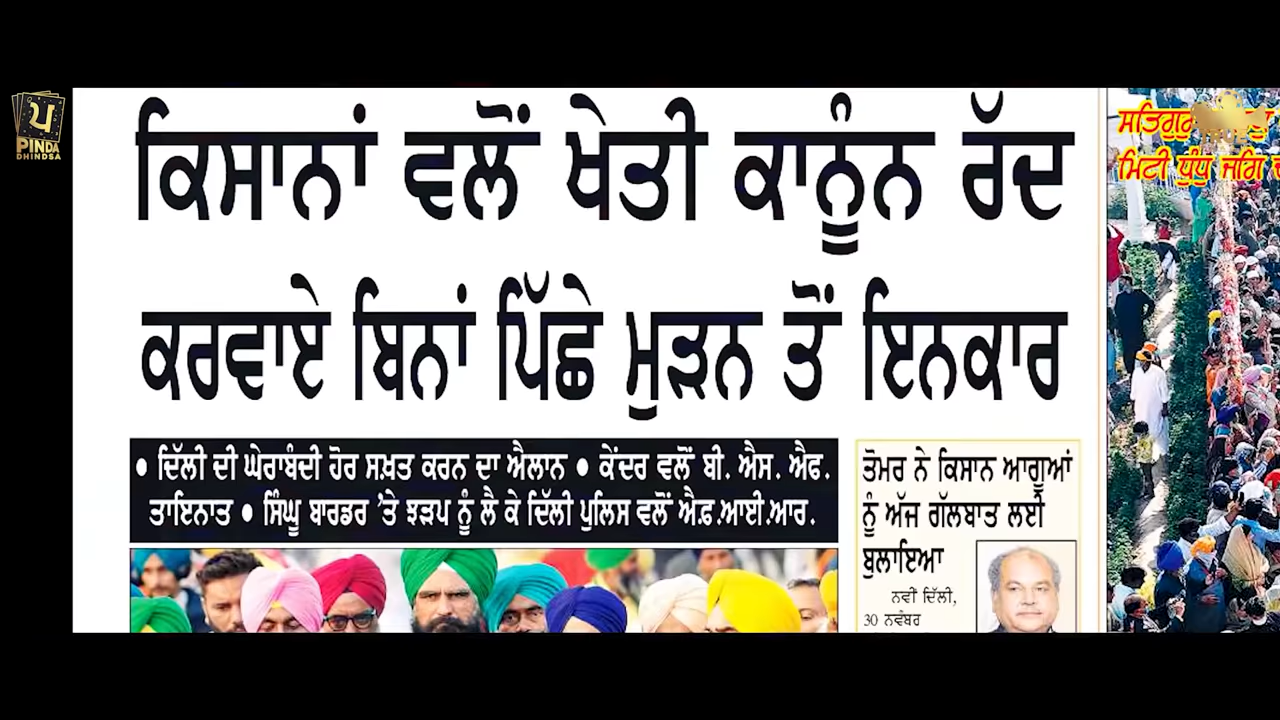 ਪ
PINDA
DHINDSA
ਕਿਸਾਨਾਂ ਵਲੋਂ ਖੇਤੀ ਕਾਨੂੰਨ ਰੱਦ
ਕਰਵਾਏ ਬਿਨਾਂ ਪਿੱਛੇ ਮੁੜਨ ਤੋਂ ਇਨਕਾਰ
• ਦਿੱਲੀ ਦੀ ਘੇਰਾਬੰਦੀ ਹੋਰ ਸਖ਼ਤ ਕਰਨ ਦਾ ਐਲਾਨ • ਕੇਂਦਰ ਵਲੋਂ ਬੀ. ਐਸ. ਐਫ.
ਤਾਇਨਾਤ • ਸਿੰਘੂ ਬਾਰਡਰ 'ਤੇ ਝੜਪ ਨੂੰ ਲੈ ਕੇ ਦਿੱਲੀ ਪੁਲਿਸ ਵਲੋਂ ਐਫ਼.ਆਈ.ਆਰ.
ਤੋਮਰ ਨੇ ਕਿਸਾਨ ਆਗੂਆਂ
ਨੂੰ ਅੱਜ ਗੱਲਬਾਤ ਲਈ
ਬੁਲਾਇਆ
ਨਵੀਂ ਦਿੱਲੀ,
30 ਨਵੰਬਰ
ਮਿਟੀ ਧੁੰਧੁ ਜਗਿ